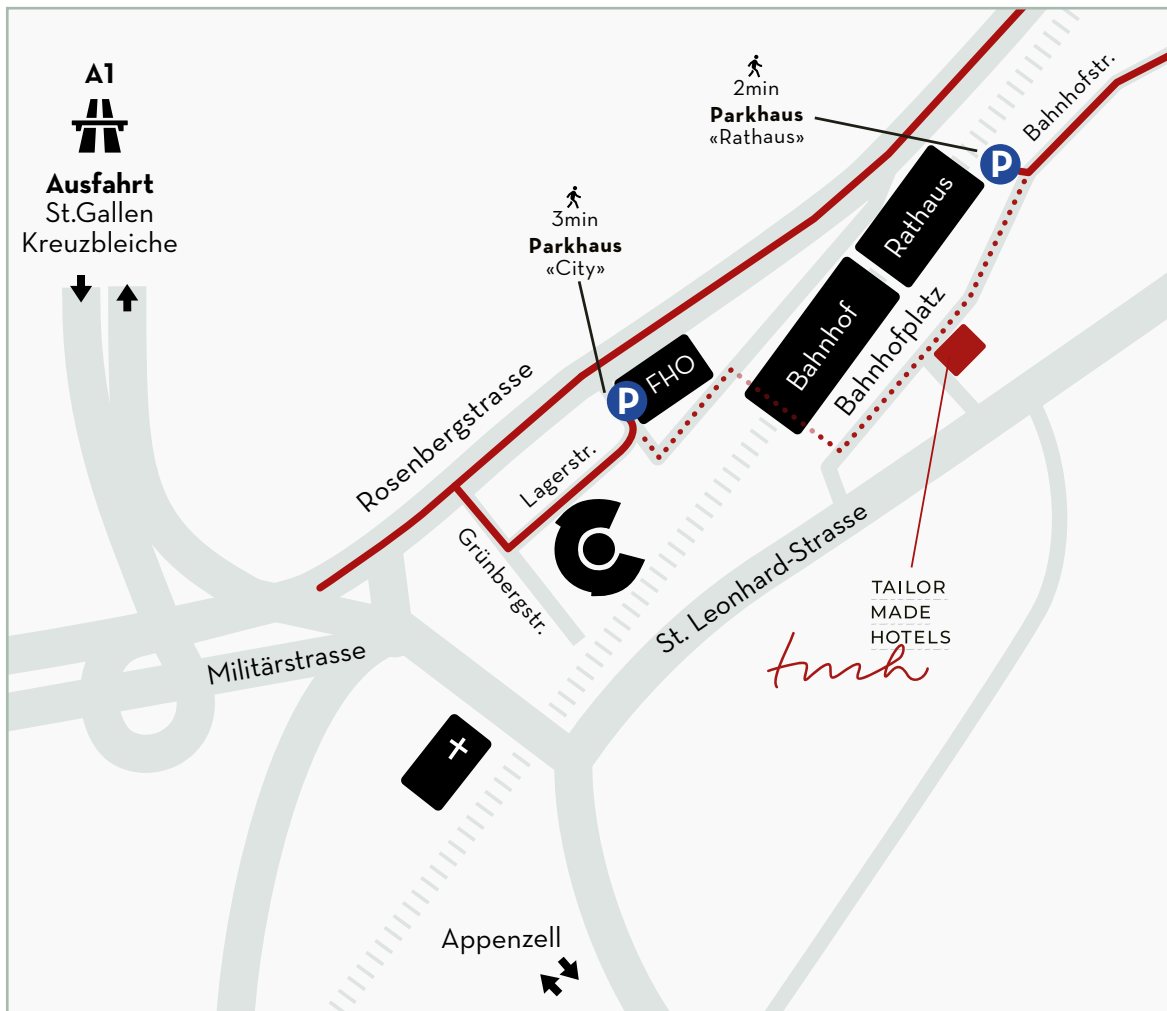 A1
Ausfahrt
St.Gallen
Kreuzbleiche
2min
Parkhaus
«Rathaus»
P
Bahnhofstr.
3min
Parkhaus
«City»
P
FHO
Rathaus
Bahnhof
Bahnhofplatz
Rosenbergstrasse
Lagerstr.
Grünbergstr.
St. Leonhard-Strasse
Militärstrasse
TAILOR
MADE
HOTELS
tmh
Appenzell